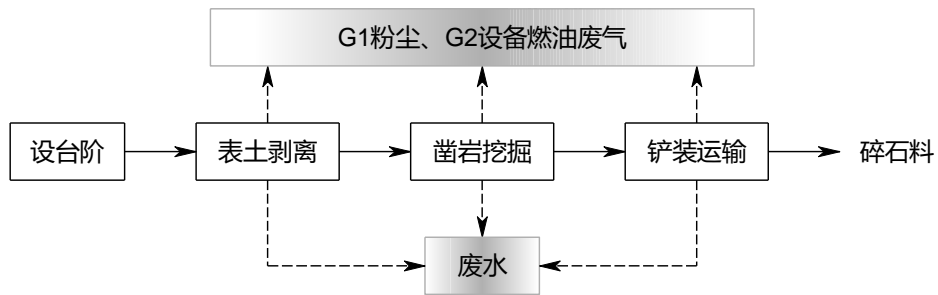 G1粉尘、G2设备燃油废气
设台阶
表土剥离
凿岩挖掘
铲装运输
碎石料
废水